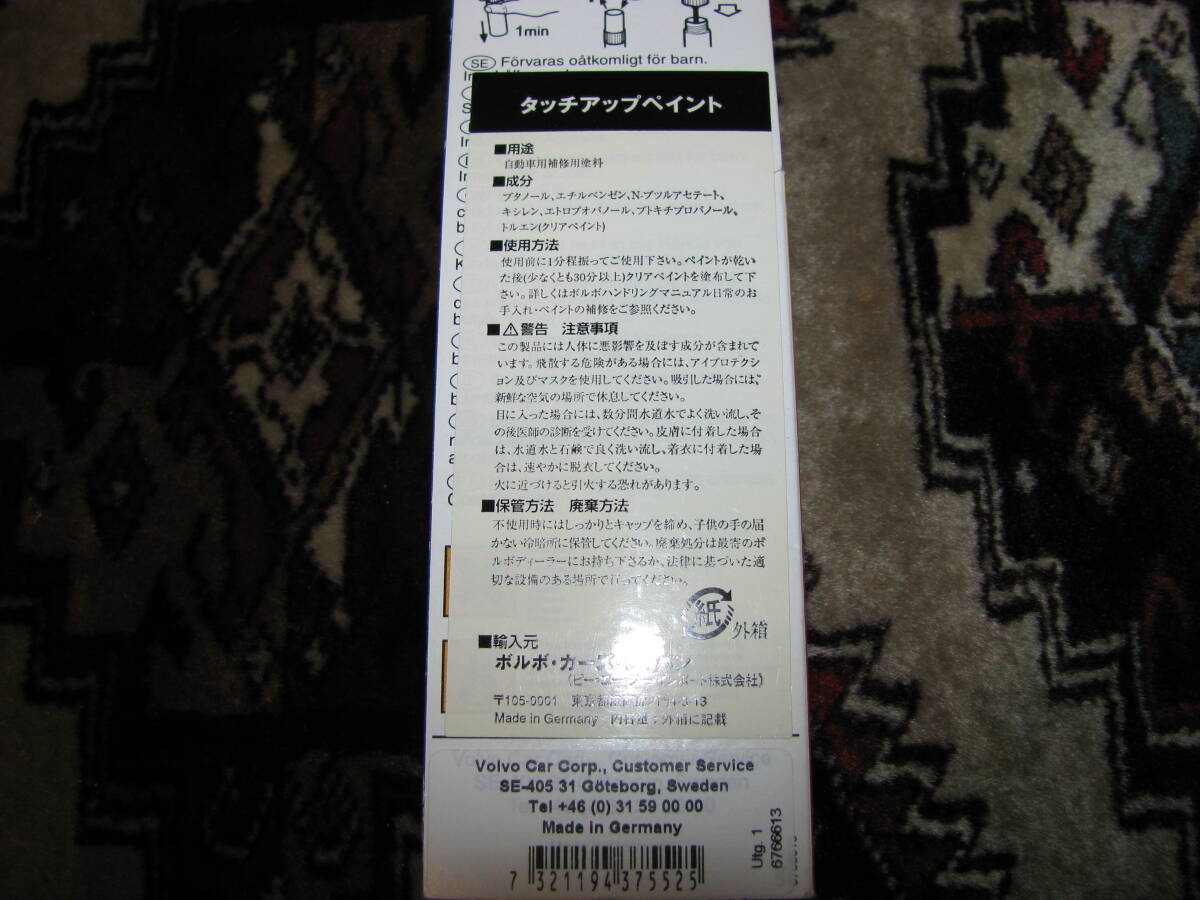 1min
SE Förvaras oåtkomligt för barn.
タッチアップペイント
■用途
自動車用補修用塗料
■成分
ブタノール、エチルベンゼン、N-ブツルアセテート、
キシレン、エトロブオバノール、ブトキチプロバノール、
トルエン(クリアペイント)
■使用方法
使用前に1分程振ってご使用下さい。ペイントが乾い
た後(少なくとも30分以上)クリアペイントを塗布して下
さい。詳しくはボルボハンドリングマニュアル日常のお
手入れ・ペイントの補修をご参照ください。
■⚠警告 注意事項
この製品には人体に悪影響を及ぼす成分が含まれて
います。飛散する危険がある場合には、アイプロテクシ
ョン及びマスクを使用してください。吸引した場合には、
新鮮な空気の場所で休息してください。
目に入った場合には、数分間水道水でよく洗い流し、そ
の後医師の診断を受けてください。皮膚に付着した場合
は、水道水と石鹸で良く洗い流し、着衣に付着した場
合は、速やかに脱衣してください。
火に近づけると引火する恐れがあります。
■保管方法 廃棄方法
不使用時にはしっかりとキャップを締め、子供の手の届
かない冷暗所に保管してください。廃棄処分は最寄のボ
ルボディーラーにお持ち下さるか、法律に基づいた適
切な設備のある場所で行ってください。
紙 外箱
■輸入元
ボルボ・カーズ・
株式会社)
〒105-0001 東京都
Made in Germany 内容量:外箱に記載
Volvo Car Corp., Customer Service
SE-405 31 Göteborg, Sweden
Tel +46 (0) 31 59 00 00
Made in Germany
Utg. 1
6766613
7 321194 375525